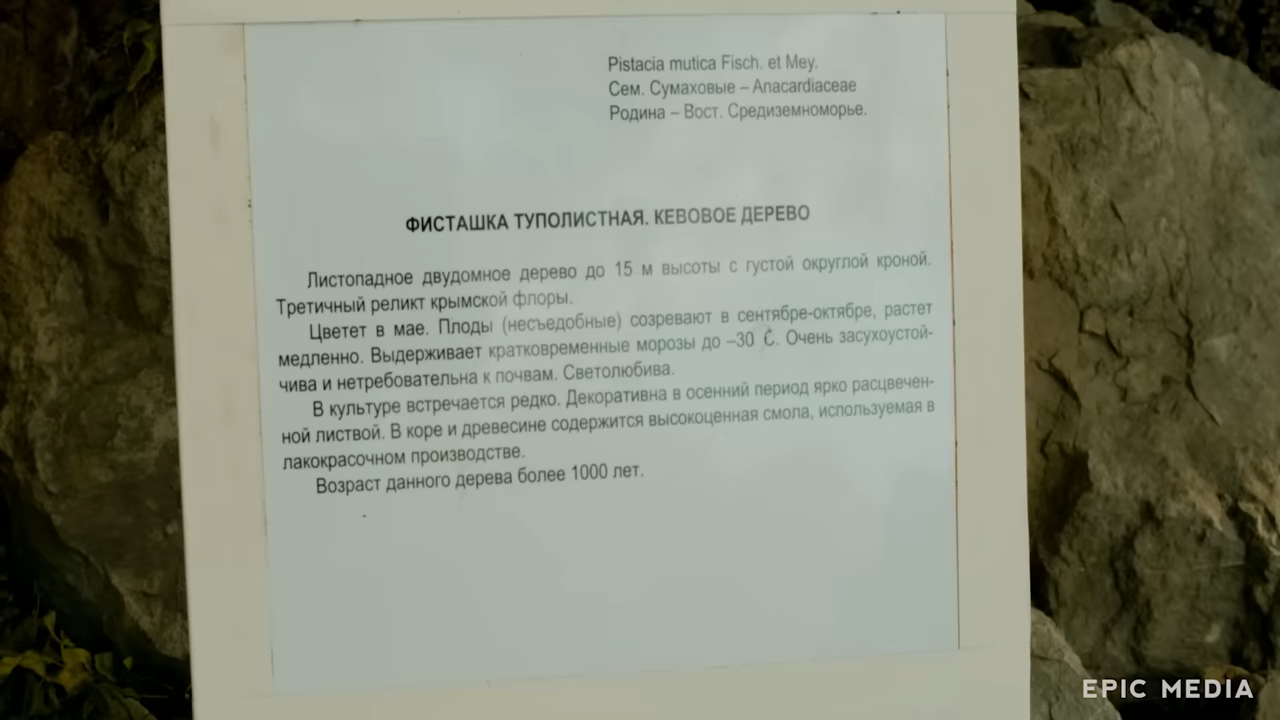 Pistacia mutica Fisch. et Mey.
Сем. Сумаховые – Anacardiaceae
Родина – Вост. Средиземноморье.
ФИСТАШКА ТУПОЛИСТНАЯ. КЕВОВОЕ ДЕРЕВО
Листопадное двудомное дерево до 15 м высоты с густой округлой кроной.
Третичный реликт крымской флоры.
Цветет в мае. Плоды (несъедобные) созревают в сентябре-октябре, растет
медленно. Выдерживает кратковременные морозы до –30 С. Очень засухоустой-
чива и нетребовательна к почвам. Светолюбива.
В культуре встречается редко. Декоративна в осенний период ярко расцвечен-
ной листвой. В коре и древесине содержится высокоценная смола, используемая в
лакокрасочном производстве.
Возраст данного дерева более 1000 лет.
EPIC MEDIA